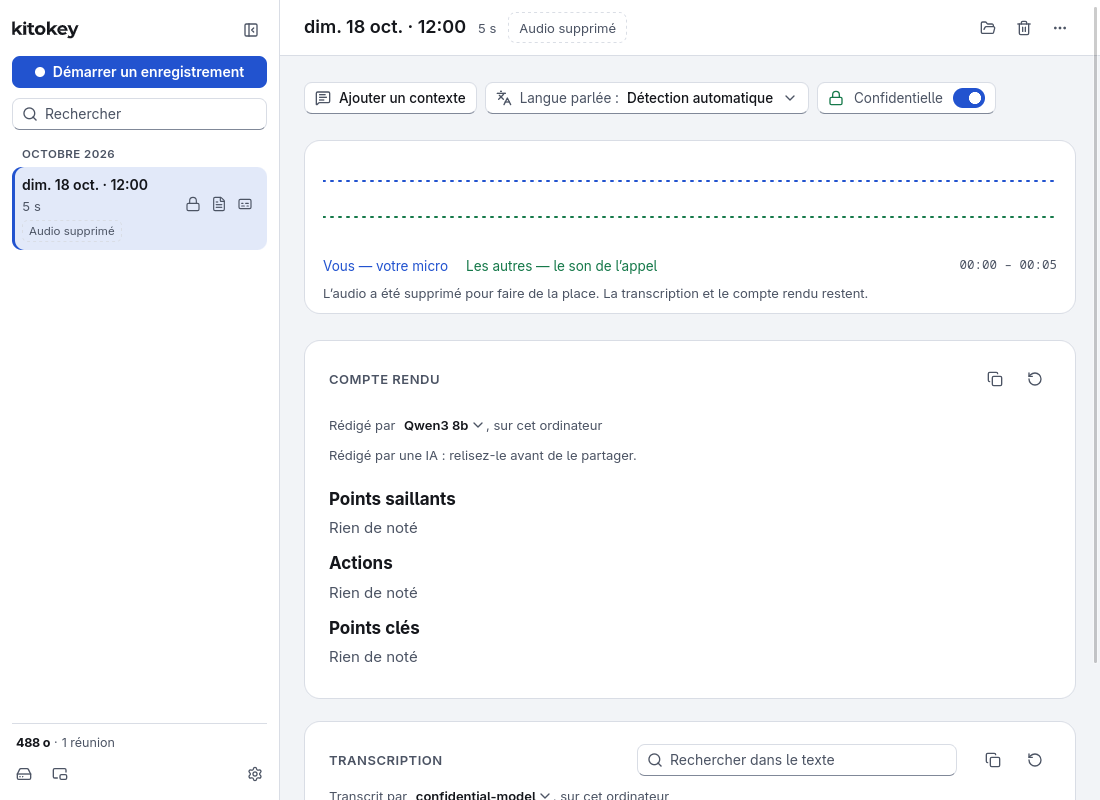 kitokey
Démarrer un enregistrement
Rechercher
OCTOBRE 2026
dim. 18 oct. · 12:00
5 s
Audio supprimé
488 o · 1 réunion
dim. 18 oct. · 12:00 5 s Audio supprimé
Ajouter un contexte Langue parlée : Détection automatique Confidentielle
Vous — votre micro Les autres — le son de l’appel 00:00 – 00:05
L’audio a été supprimé pour faire de la place. La transcription et le compte rendu restent.
COMPTE RENDU
Rédigé par Qwen3 8b , sur cet ordinateur
Rédigé par une IA : relisez-le avant de le partager.
Points saillants
Rien de noté
Actions
Rien de noté
Points clés
Rien de noté
TRANSCRIPTION Rechercher dans le texte
Transcrit par confidential-model , sur cet ordinateur